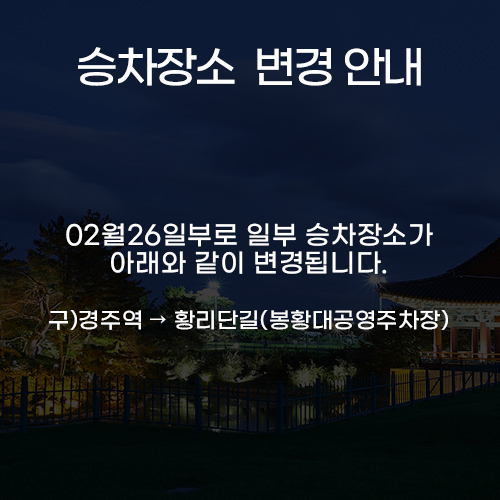 승차장소 변경 안내
02월26일부로 일부 승차장소가
아래와 같이 변경됩니다.
구)경주역 → 황리단길(봉황대공영주차장)